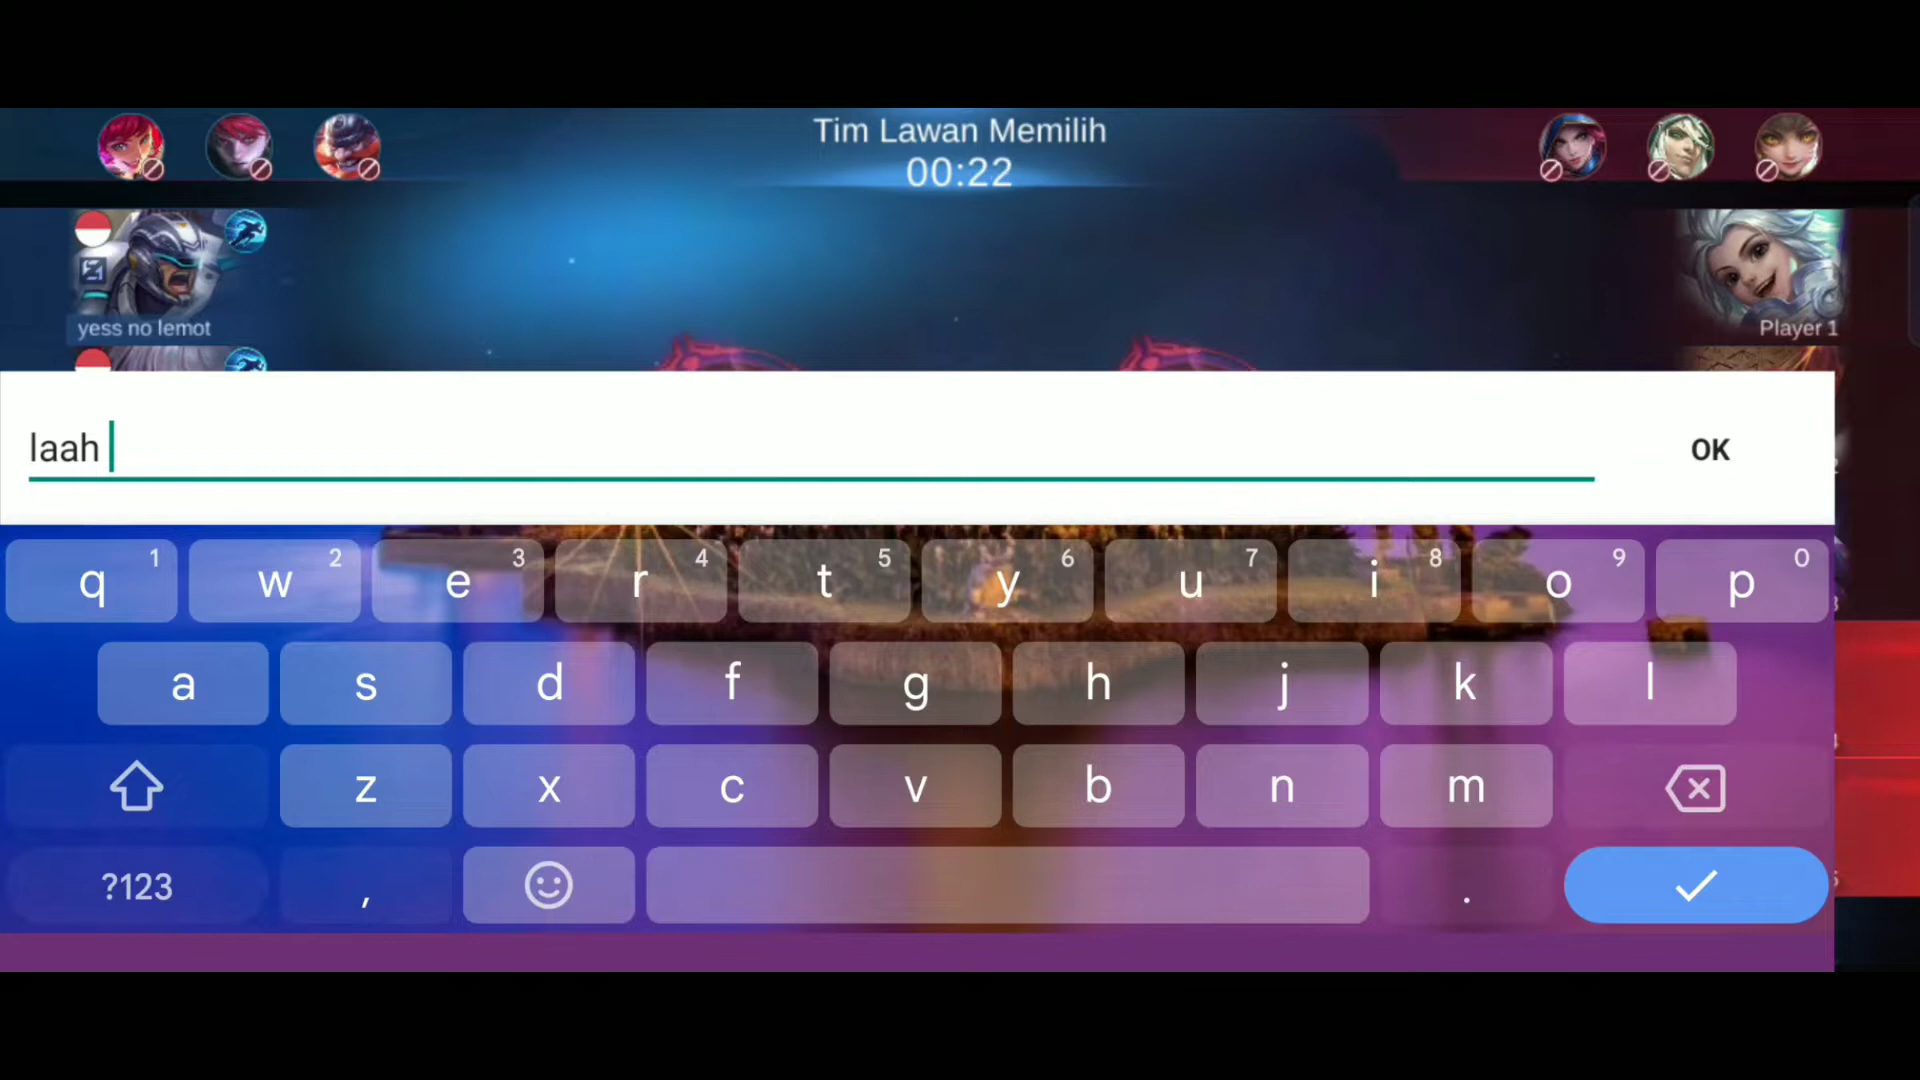 Tim Lawan Memilih
00:22
yess no lemot
Player 1
laah
OK
q 1 w 2 e 3 r 4 t 5 y 6 u 7 i 8 o 9 p 0
a s d f g h j k l
z x c v b n m
?123 , .